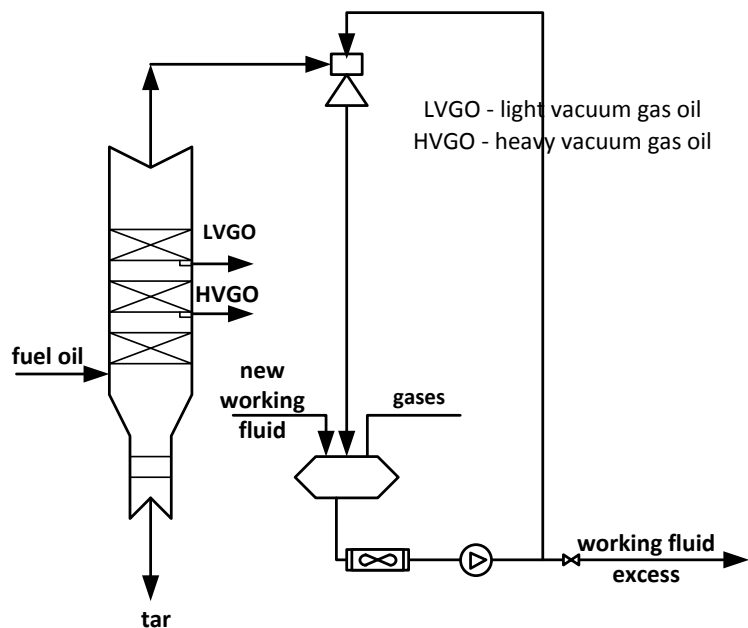 LVGO - light vacuum gas oil
HVGO - heavy vacuum gas oil
LVGO
HVGO
fuel oil
new
working
fluid
gases
working fluid
excess
tar